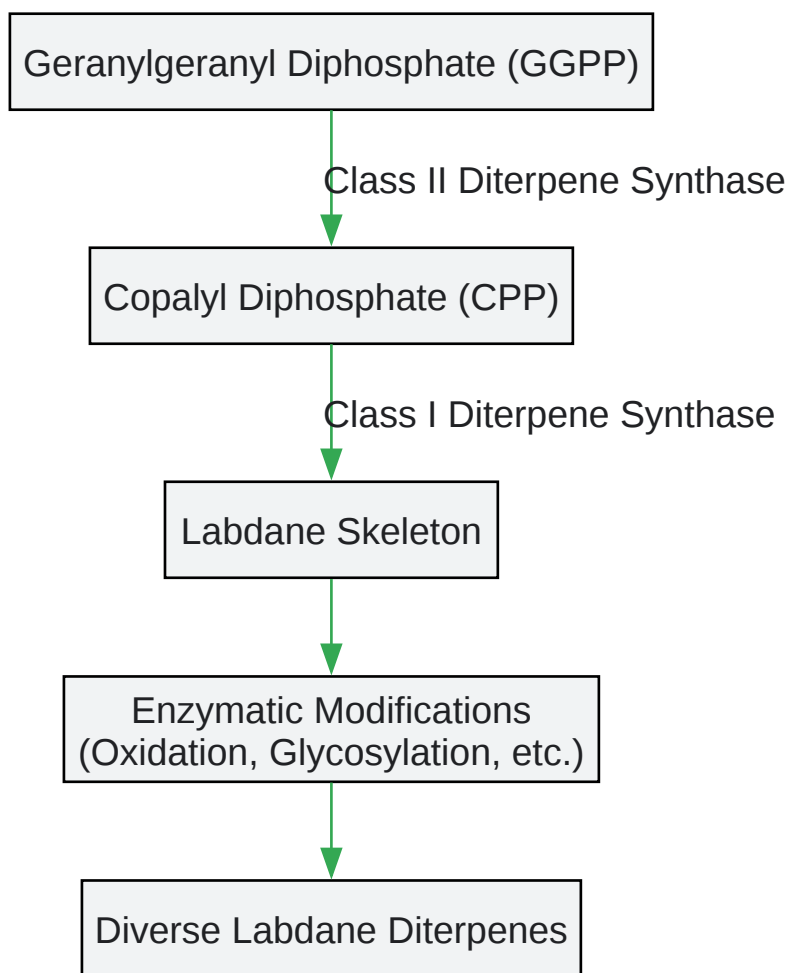 Geranylgeranyl Diphosphate (GGPP)
Class II Diterpene Synthase
Copalyl Diphosphate (CPP)
Class I Diterpene Synthase
Labdane Skeleton
Enzymatic Modifications
(Oxidation, Glycosylation, etc.)
Diverse Labdane Diterpenes